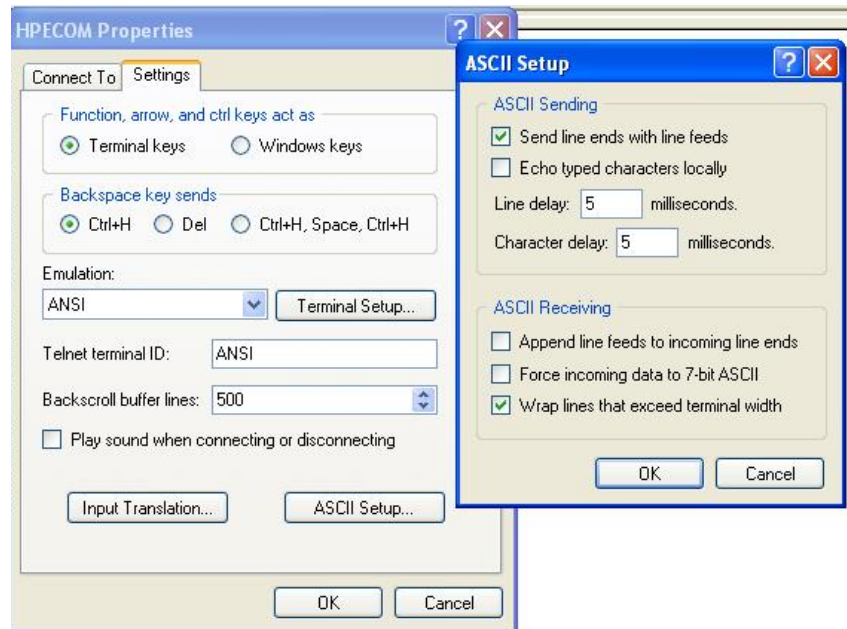 HPECOM Properties
Connect To Settings
Function, arrow, and ctrl keys act as
Terminal keys Windows keys
Backspace key sends
Ctrl+H Del Ctrl+H, Space, Ctrl+H
Emulation:
ANSI Terminal Setup...
Telnet terminal ID: ANSI
Backscroll buffer lines: 500
Play sound when connecting or disconnecting
Input Translation... ASCII Setup...
OK Cancel
ASCII Setup
ASCII Sending
Send line ends with line feeds
Echo typed characters locally
Line delay: 5 milliseconds.
Character delay: 5 milliseconds.
ASCII Receiving
Append line feeds to incoming line ends
Force incoming data to 7-bit ASCII
Wrap lines that exceed terminal width
OK Cancel